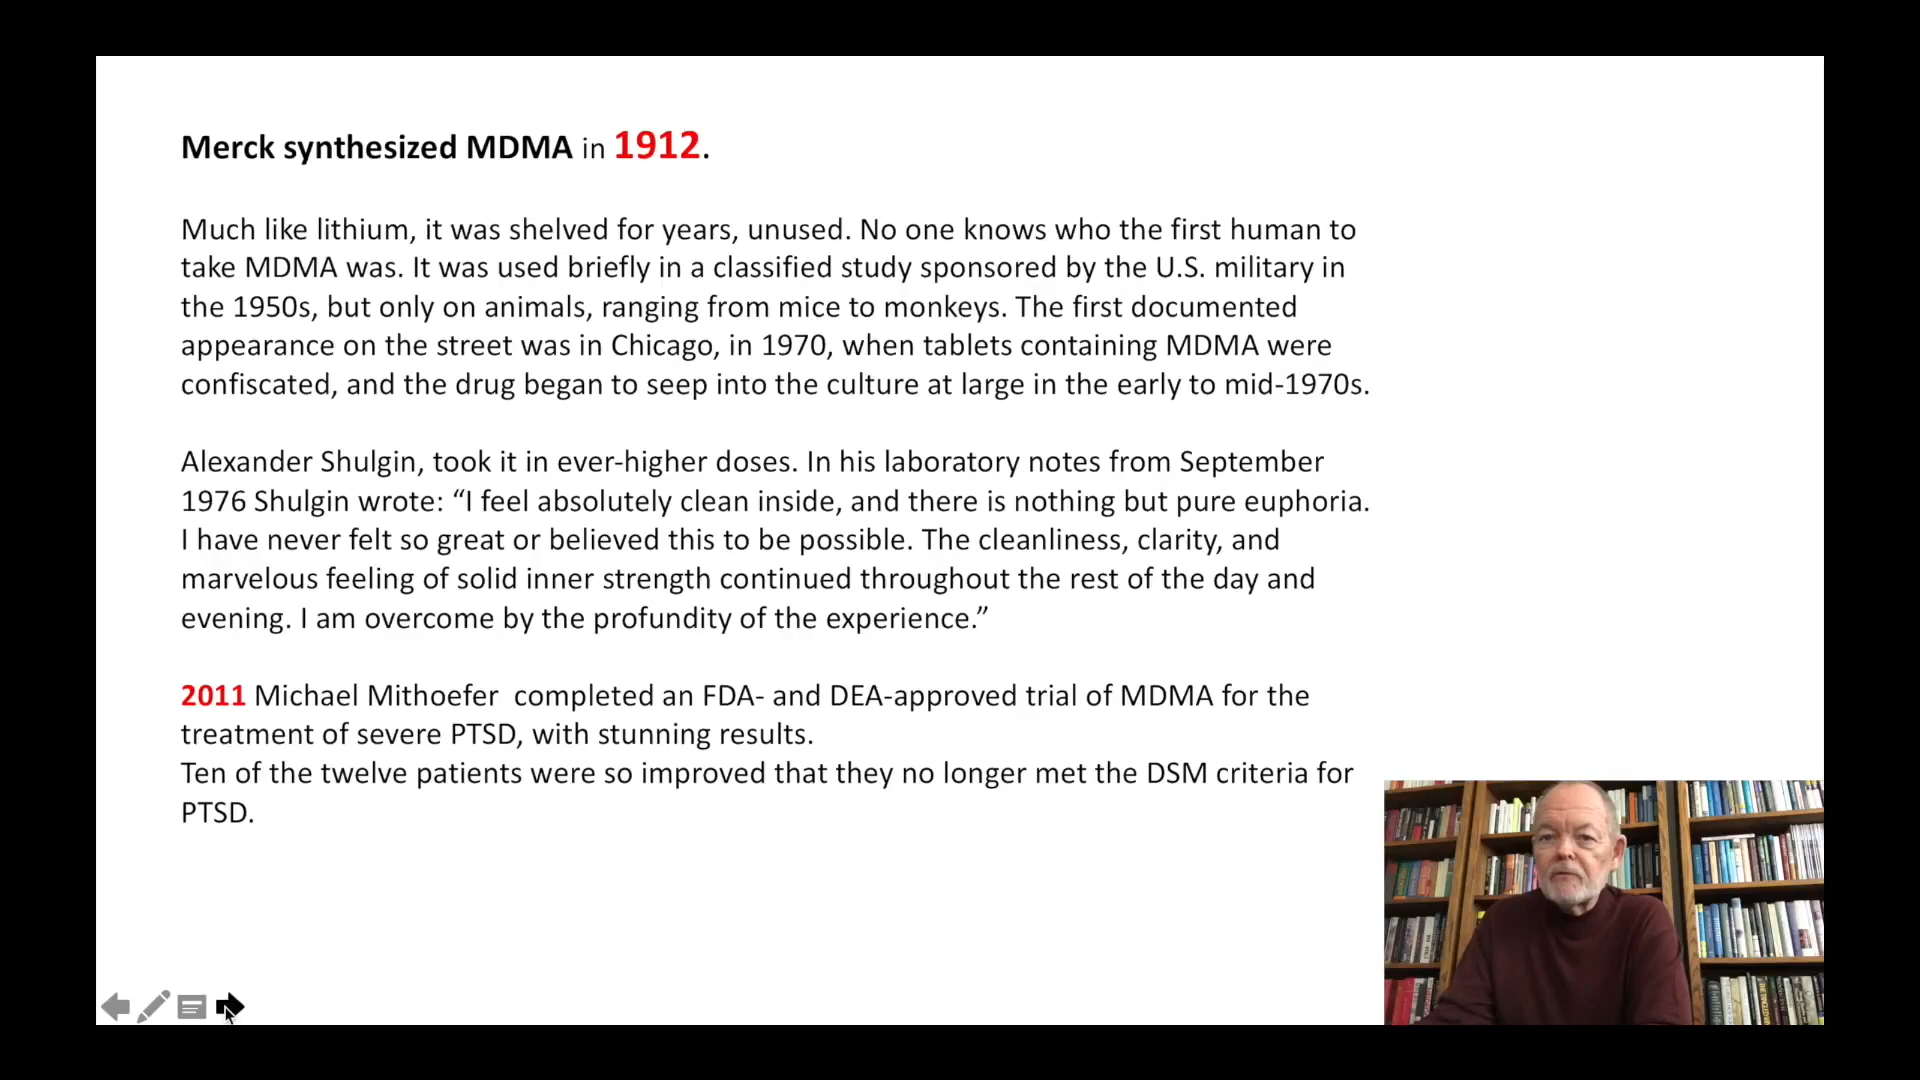 Merck synthesized MDMA in 1912.
Much like lithium, it was shelved for years, unused. No one knows who the first human to
take MDMA was. It was used briefly in a classified study sponsored by the U.S. military in
the 1950s, but only on animals, ranging from mice to monkeys. The first documented
appearance on the street was in Chicago, in 1970, when tablets containing MDMA were
confiscated, and the drug began to seep into the culture at large in the early to mid-1970s.
Alexander Shulgin, took it in ever-higher doses. In his laboratory notes from September
1976 Shulgin wrote: “I feel absolutely clean inside, and there is nothing but pure euphoria.
I have never felt so great or believed this to be possible. The cleanliness, clarity, and
marvelous feeling of solid inner strength continued throughout the rest of the day and
evening. I am overcome by the profundity of the experience.”
2011 Michael Mithoefer  completed an FDA- and DEA-approved trial of MDMA for the
treatment of severe PTSD, with stunning results.
Ten of the twelve patients were so improved that they no longer met the DSM criteria for
PTSD.